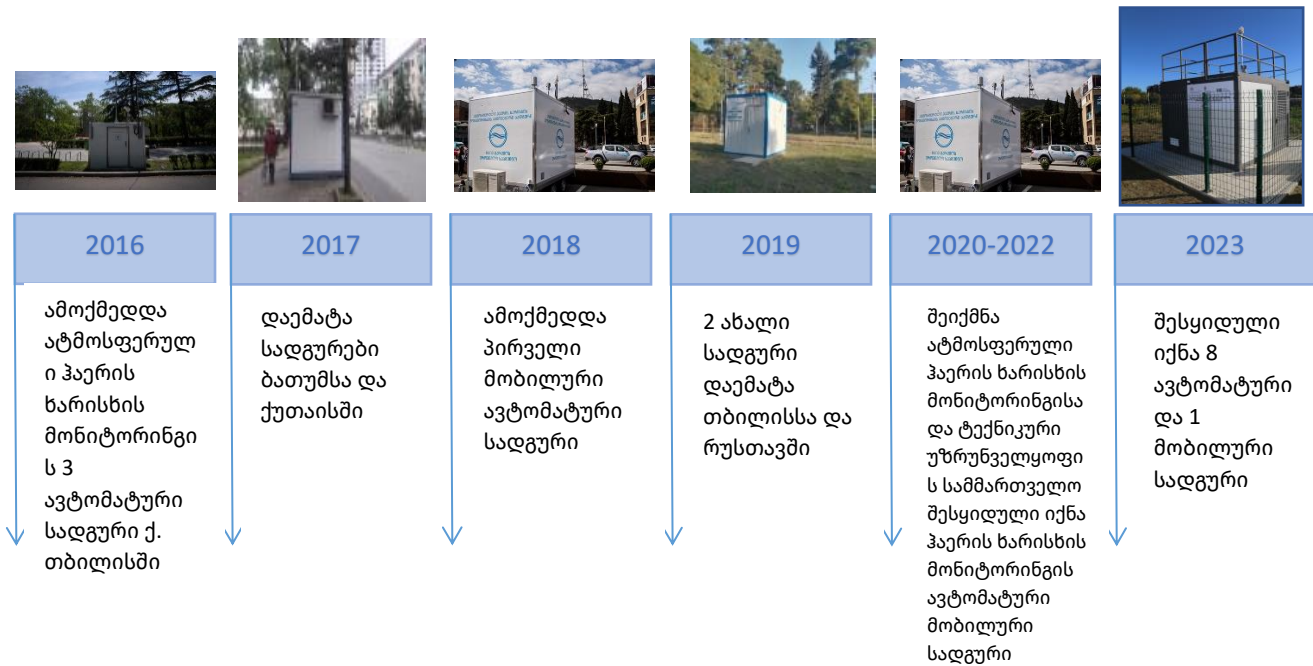 2016
ამოქმედდა
ატმოსფერულ
ი ჰაერის
ხარისხის
მონიტორინგი
ს 3
ავტომატური
სადგური ქ.
თბილისში
2017
დაემატა
სადგურები
ბათუმსა და
ქუთაისში
2018
ამოქმედდა
პირველი
მობილური
ავტომატური
სადგური
2019
2 ახალი
სადგური
დაემატა
თბილისსა და
რუსთავში
2020-2022
შეიქმნა
ატმოსფერული
ჰაერის ხარისხის
მონიტორინგისა
და ტექნიკური
უზრუნველყოფი
ს სამმართველო
შესყიდული იქნა
ჰაერის ხარისხის
მონიტორინგის
ავტომატური
მობილური
სადგური
2023
შესყიდული
იქნა 8
ავტომატური
და 1
მობილური
სადგური